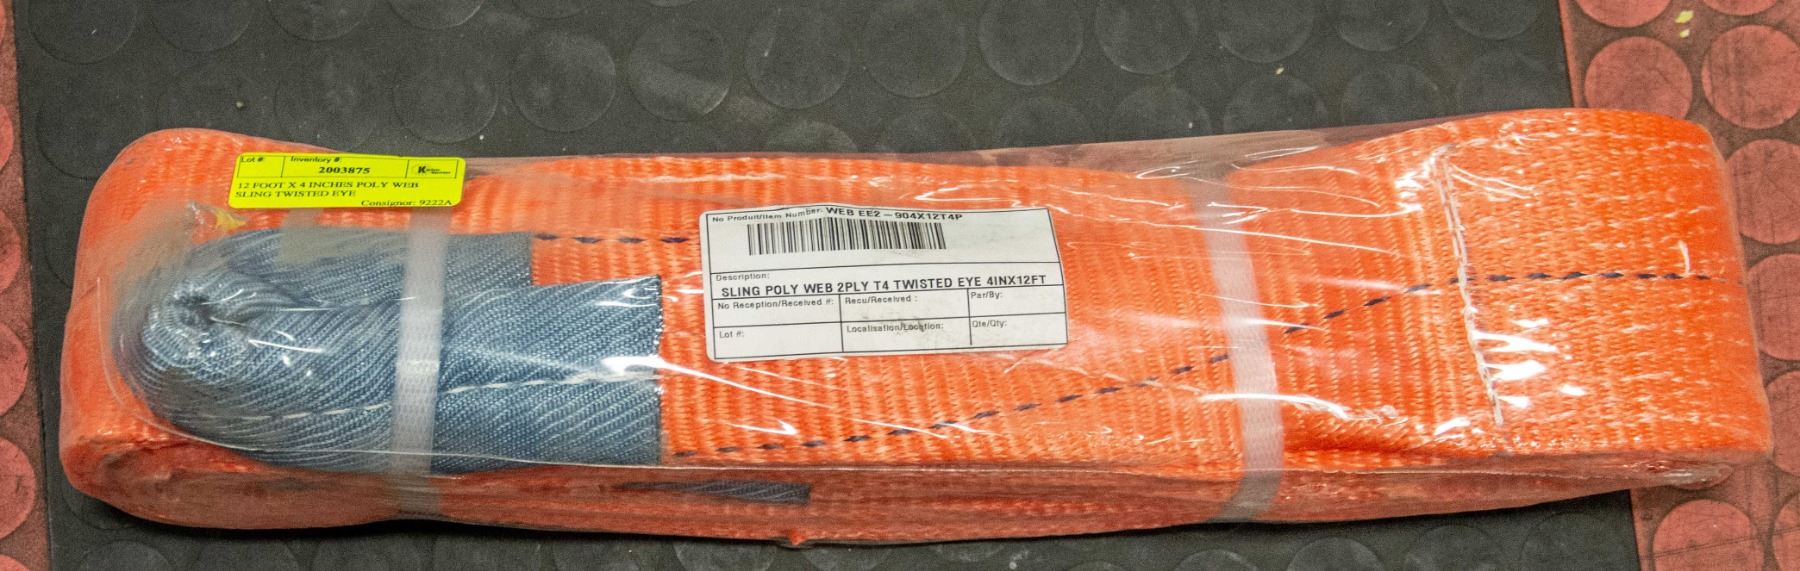 Lot #: Inventory #:
2003875
12 FOOT X 4 INCHES POLY WEB
SLING TWISTED EYE
Consignor: 9222A
No Produit/Item Number: WEB EE2-904X12T4P
Description:
SLING POLY WEB 2PLY T4 TWISTED EYE 4INX12FT
No Reception/Received #: Recu/Received : Par/By:
Lot #: Localisation/Location: Qte/Qty: